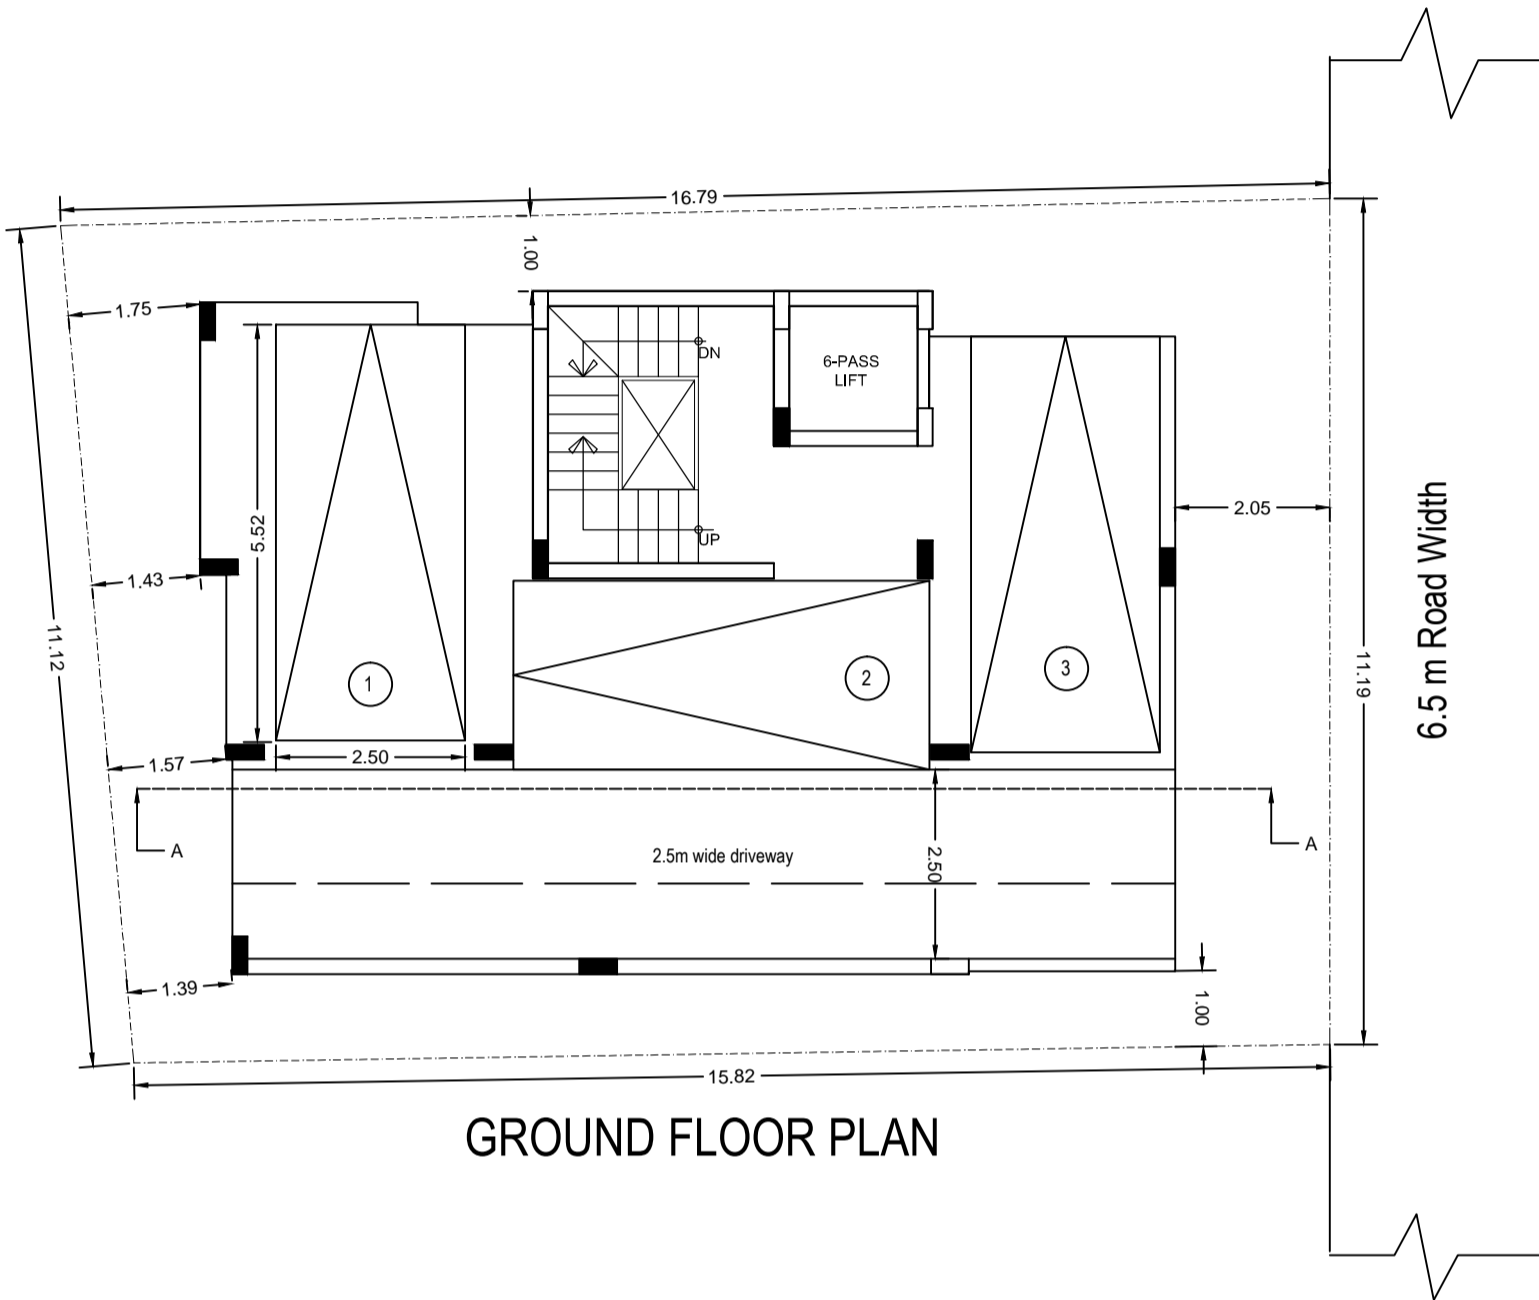 16.79
1.00
1.75
DN
6-PASS
LIFT
5.52
2.05
6.5 m Road Width
UP
1.43
11.12
11.19
1
2
3
1.57
2.50
A
2.5m wide driveway
2.50
A
1.39
1.00
15.82
GROUND FLOOR PLAN